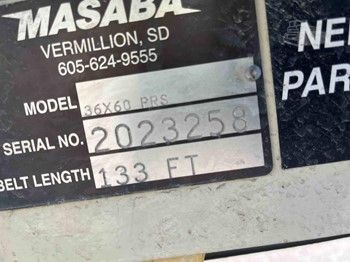 MASABA
VERMILLION, SD
605-624-9555
MODEL 36X60 PRS
SERIAL NO. 2023258
BELT LENGTH 133 FT
NE
PAR